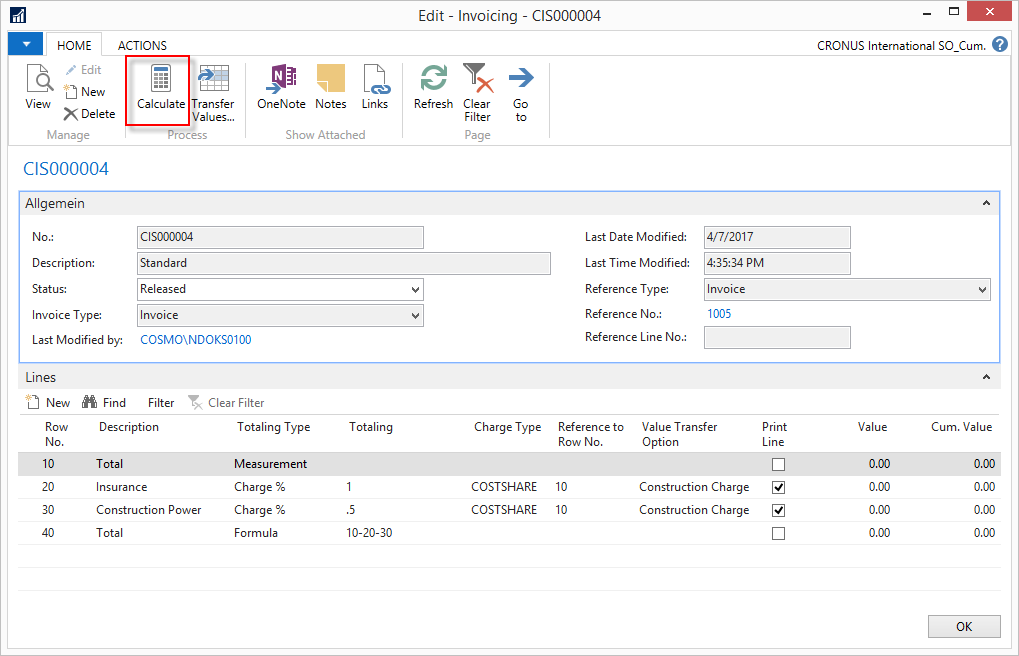 Edit - Invoicing - CIS000004
HOME ACTIONS CRONUS International SO_Cum. ?
View Edit New Delete
Manage
Calculate Transfer Values...
Process
OneNote Notes Links
Show Attached
Refresh Clear Filter Go to
Page
CIS000004
Allgemein
No.: CIS000004
Description: Standard
Status: Released
Invoice Type: Invoice
Last Modified by: COSMO\NDOKS0100
Last Date Modified: 4/7/2017
Last Time Modified: 4:35:34 PM
Reference Type: Invoice
Reference No.: 1005
Reference Line No.:
Lines
New Find Filter Clear Filter
Row No. Description Totaling Type Totaling Charge Type Reference to Row No. Value Transfer Option Print Line Value Cum. Value
10 Total Measurement 0.00 0.00
20 Insurance Charge % 1 COSTSHARE 10 Construction Charge 0.00 0.00
30 Construction Power Charge % .5 COSTSHARE 10 Construction Charge 0.00 0.00
40 Total Formula 10-20-30 0.00 0.00
OK